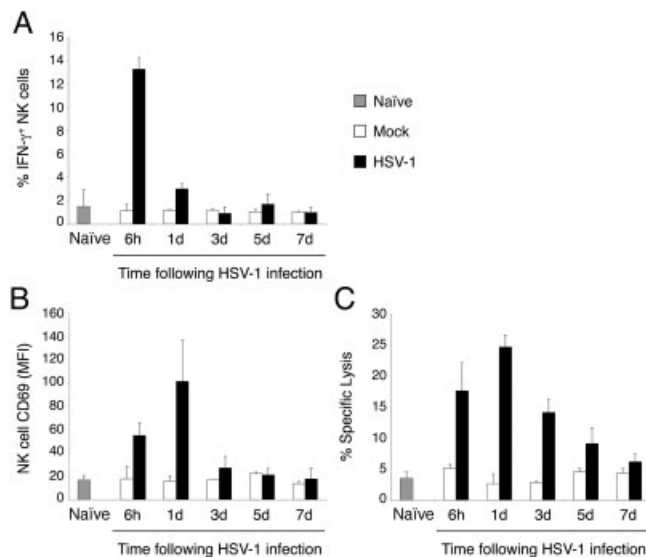 A
16
14
12
10
8
6
4
2
0
% IFN-γ⁺ NK cells
Naïve
6h 1d 3d 5d 7d
Time following HSV-1 infection
Naïve
Mock
HSV-1
B
160
140
120
100
80
60
40
20
0
NK cell CD69 (MFI)
Naïve
6h 1d 3d 5d 7d
Time following HSV-1 infection
C
30
25
20
15
10
5
0
% Specific Lysis
Naïve
6h 1d 3d 5d 7d
Time following HSV-1 infection